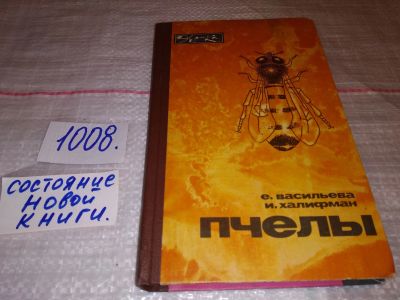 1008.
состояние
новой
книги.
е. васильева
и. халифман
пчелы